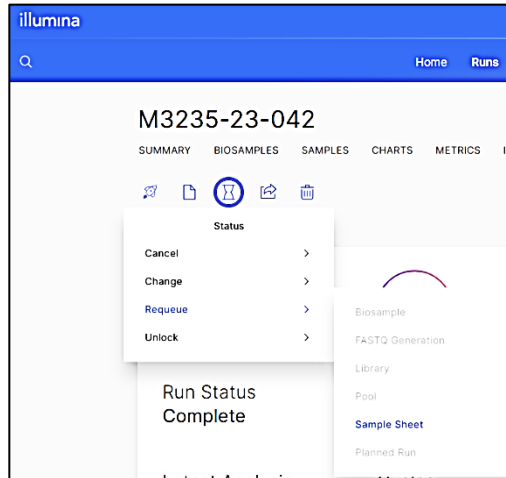 illumina
Home Runs
M3235-23-042
SUMMARY BIOSAMPLES SAMPLES CHARTS METRICS
Status
Cancel
Change
Requeue
Unlock
Biosample
FASTQ Generation
Library
Pool
Sample Sheet
Planned Run
Run Status
Complete